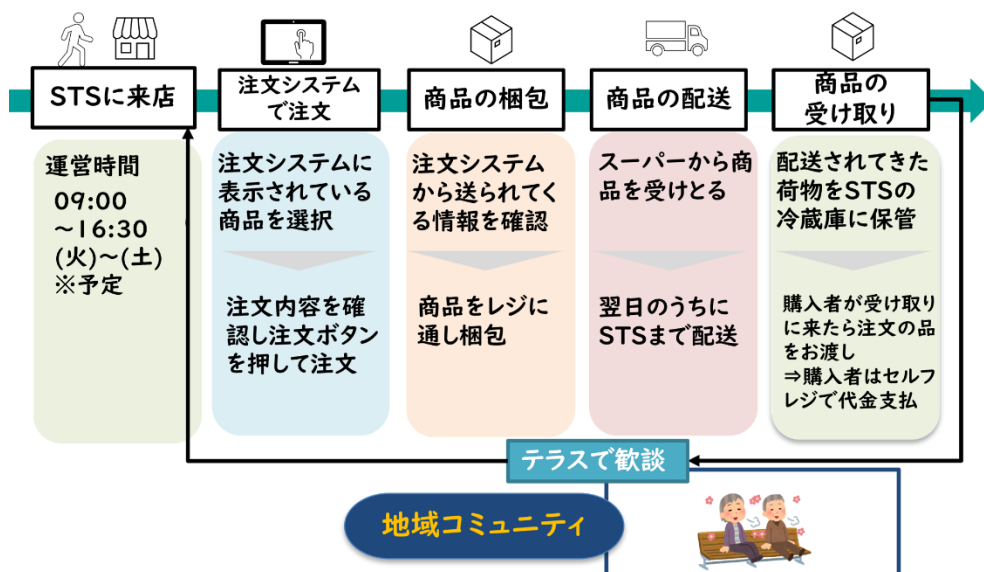 STSに来店
注文システム
で注文
商品の梱包
商品の配送
商品の
受け取り
運営時間
09:00
～16:30
(火)～(土)
※予定
注文システムに
表示されている
商品を選択
注文内容を確
認し注文ボタン
を押して注文
注文システム
から送られてく
る情報を確認
商品をレジに
通し梱包
スーパーから商
品を受けとる
翌日のうちに
STSまで配送
配送されてきた
荷物をSTSの
冷蔵庫に保管
購入者が受け取り
に来たら注文の品
をお渡し
⇒購入者はセルフ
レジで代金支払
テラスで歓談
地域コミュニティ